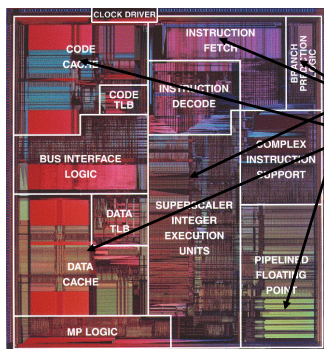 CLOCK DRIVER
CODE
CACHE
INSTRUCTION
FETCH
BRANCH
PREDICTION
LOGIC
CODE
TLB
INSTRUCTION
DECODE
BUS INTERFACE
LOGIC
COMPLEX
INSTRUCTION
SUPPORT
DATA
TLB
SUPERSCALER
INTEGER
EXECUTION
UNITS
DATA
CACHE
PIPELINED
FLOATING
POINT
MP LOGIC